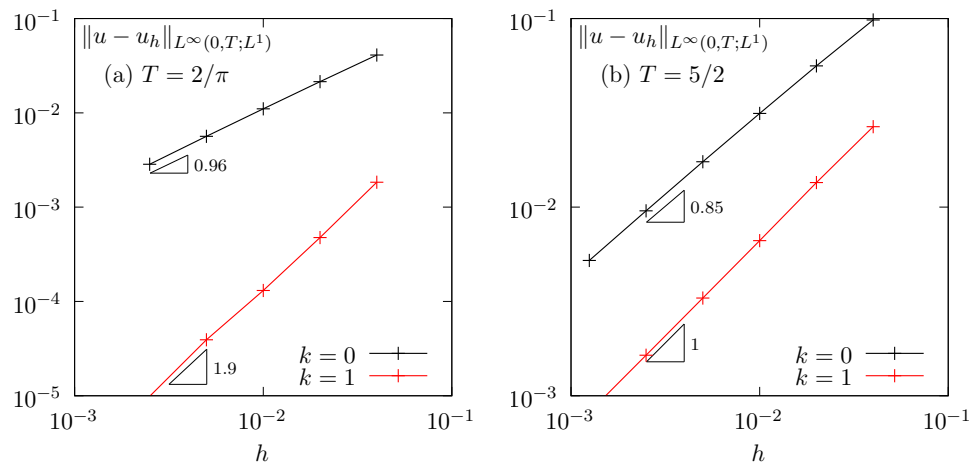 10⁻¹
10⁻²
10⁻³
10⁻⁴
10⁻⁵
‖u − u_h‖_{L^∞(0,T;L¹)}
(a) T = 2/π
0.96
1.9
k = 0
k = 1
10⁻³ 10⁻² 10⁻¹
h
10⁻¹
10⁻²
10⁻³
‖u − u_h‖_{L^∞(0,T;L¹)}
(b) T = 5/2
0.85
1
k = 0
k = 1
10⁻³ 10⁻² 10⁻¹
h